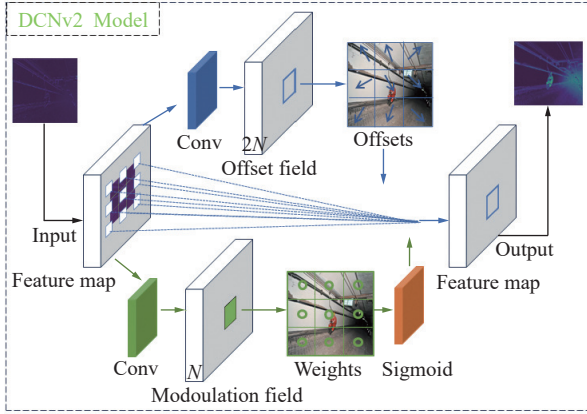 DCNv2 Model
Conv
2N
Offset field
Offsets
Input
Feature map
Output
Feature map
Conv
N
Modoulation field
Weights
Sigmoid